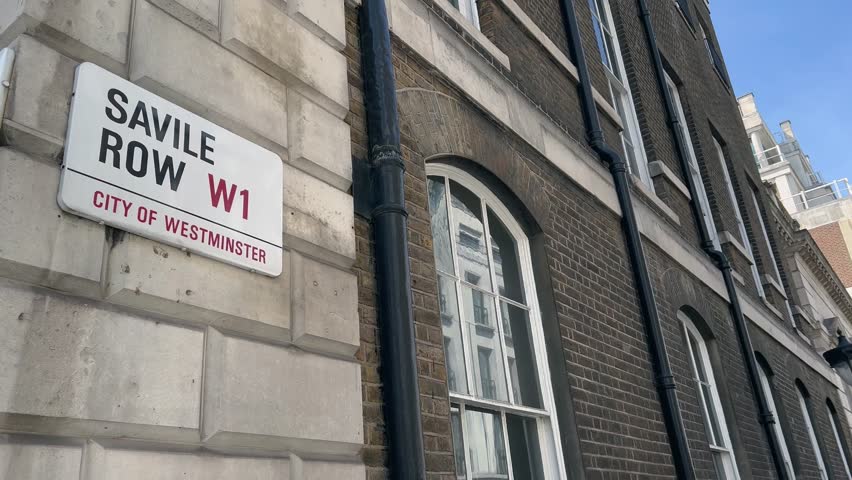 SAVILE
ROW W1
CITY OF WESTMINSTER